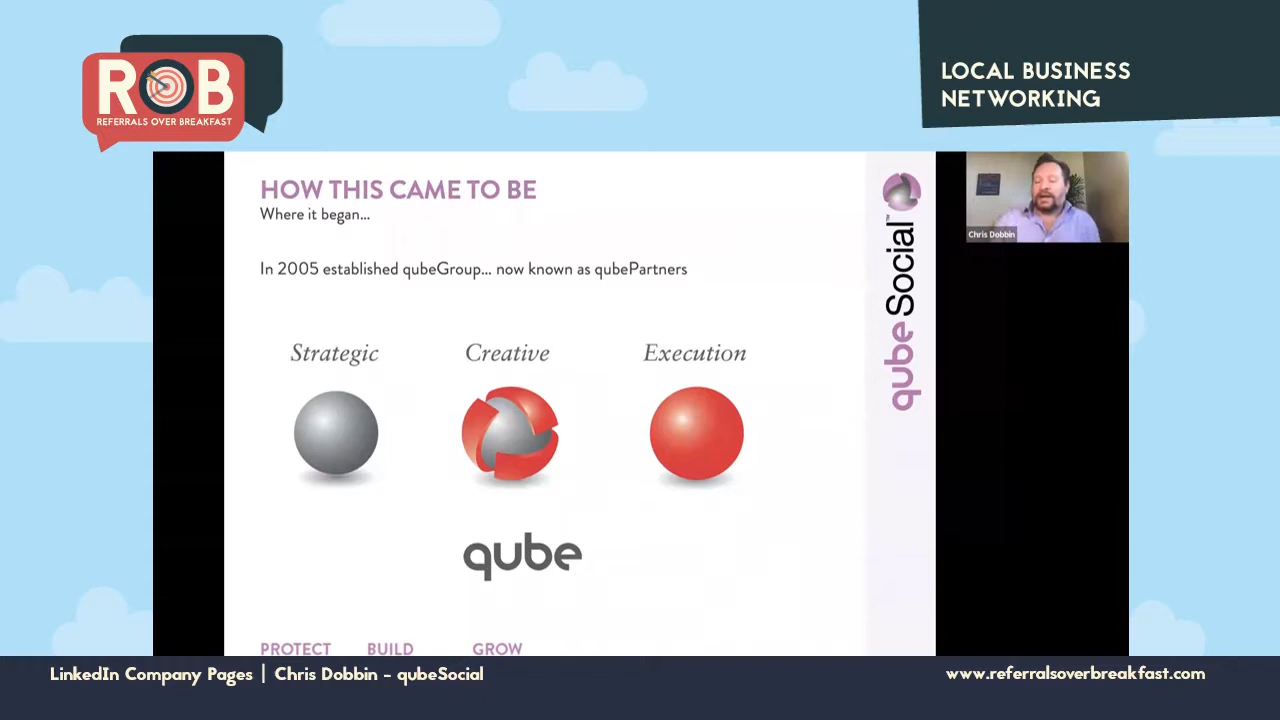 ROB
REFERRALS OVER BREAKFAST
LOCAL BUSINESS
NETWORKING
HOW THIS CAME TO BE
Where it began...
In 2005 established qubeGroup... now known as qubePartners
Strategic Creative Execution
qube
PROTECT BUILD GROW
qubeSocial™
Chris Dobbin
LinkedIn Company Pages | Chris Dobbin - qubeSocial
www.referralsoverbreakfast.com